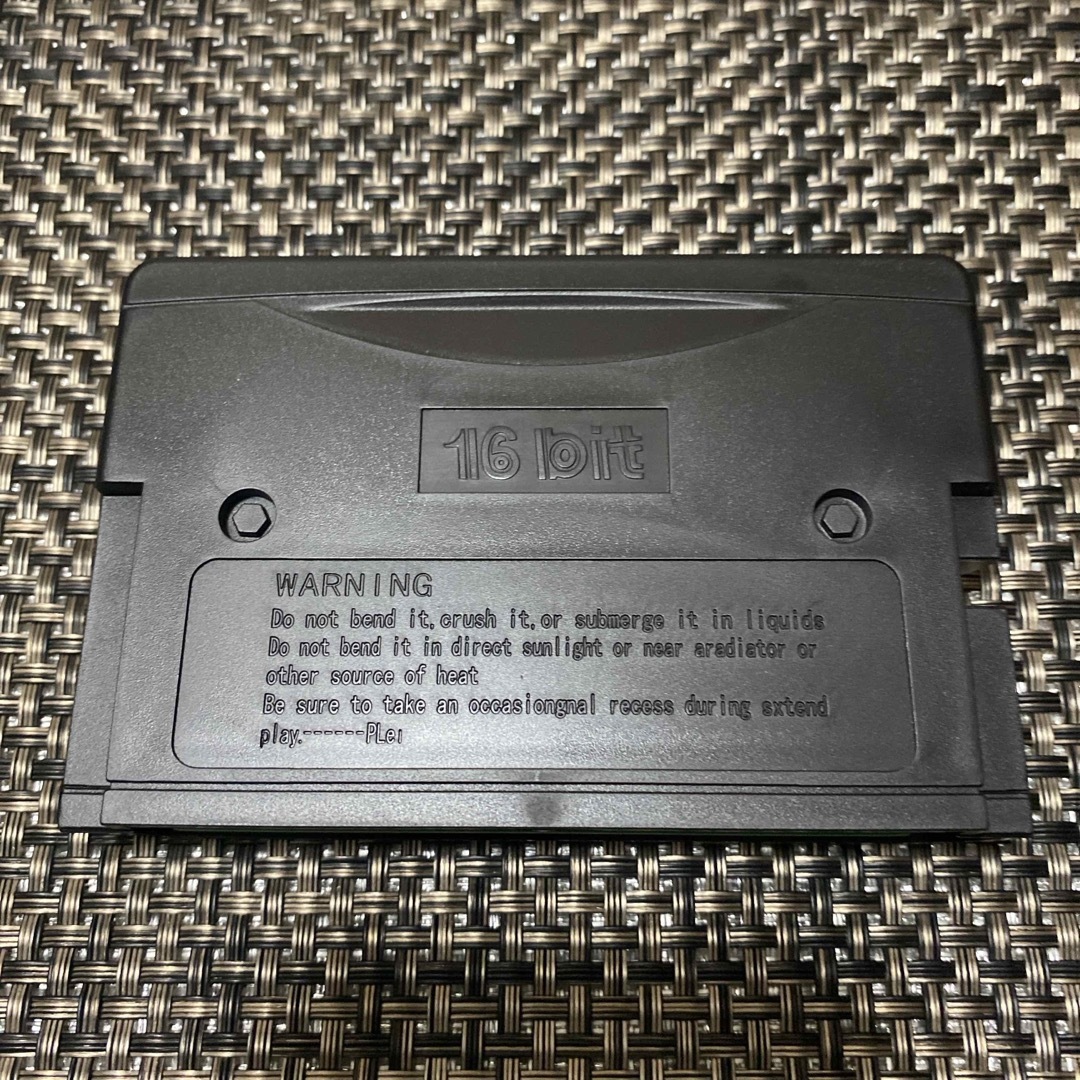 16 bit
WARNING
Do not bend it, crush it, or submerge it in liquids
Do not bend it in direct sunlight or near aradiator or
other source of heat
Be sure to take an occasiongnal recess during extend
play.------PLeı